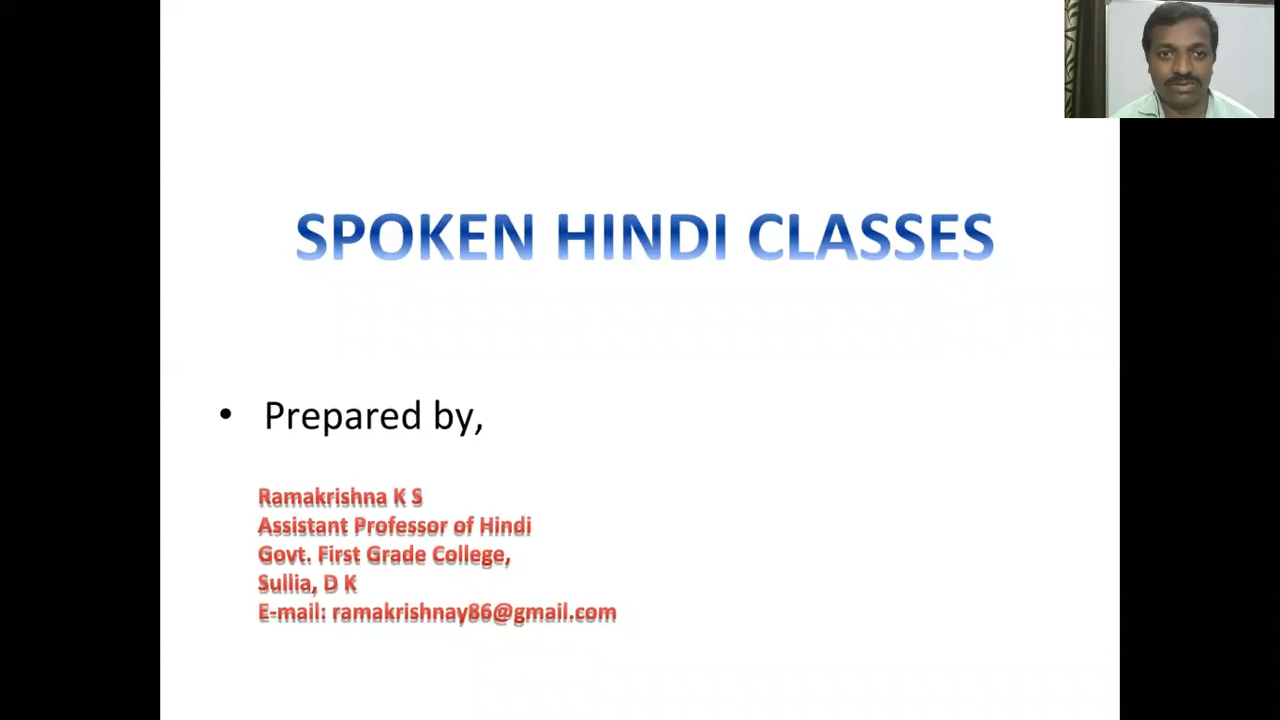 SPOKEN HINDI CLASSES
• Prepared by,
Ramakrishna K S
Assistant Professor of Hindi
Govt. First Grade College,
Sullia, D K
E-mail: ramakrishnay86@gmail.com